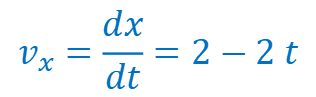 v_x = dx/dt = 2 − 2 t